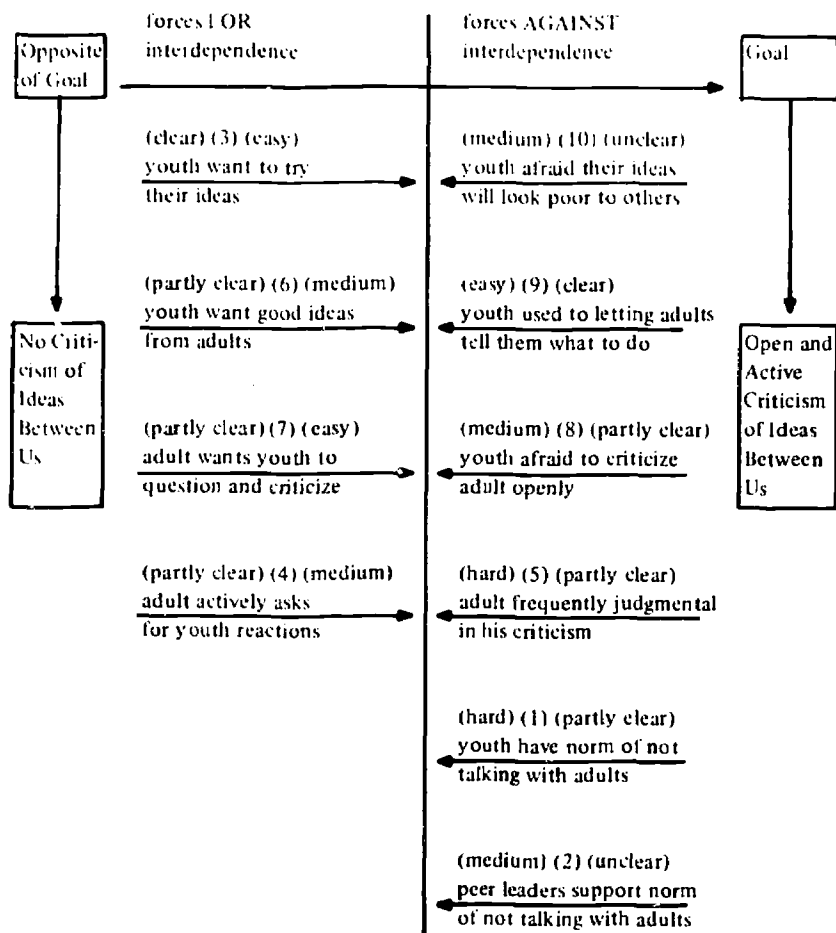 forces FOR
interdependence
forces AGAINST
interdependence
Opposite
of Goal
Goal
(clear) (3) (easy)
youth want to try
their ideas
(medium) (10) (unclear)
youth afraid their ideas
will look poor to others
(partly clear) (6) (medium)
youth want good ideas
from adults
(easy) (9) (clear)
youth used to letting adults
tell them what to do
No Criti-
cism of
Ideas
Between
Us
Open and
Active
Criticism
of Ideas
Between
Us
(partly clear) (7) (easy)
adult wants youth to
question and criticize
(medium) (8) (partly clear)
youth afraid to criticize
adult openly
(partly clear) (4) (medium)
adult actively asks
for youth reactions
(hard) (5) (partly clear)
adult frequently judgmental
in his criticism
(hard) (1) (partly clear)
youth have norm of not
talking with adults
(medium) (2) (unclear)
peer leaders support norm
of not talking with adults